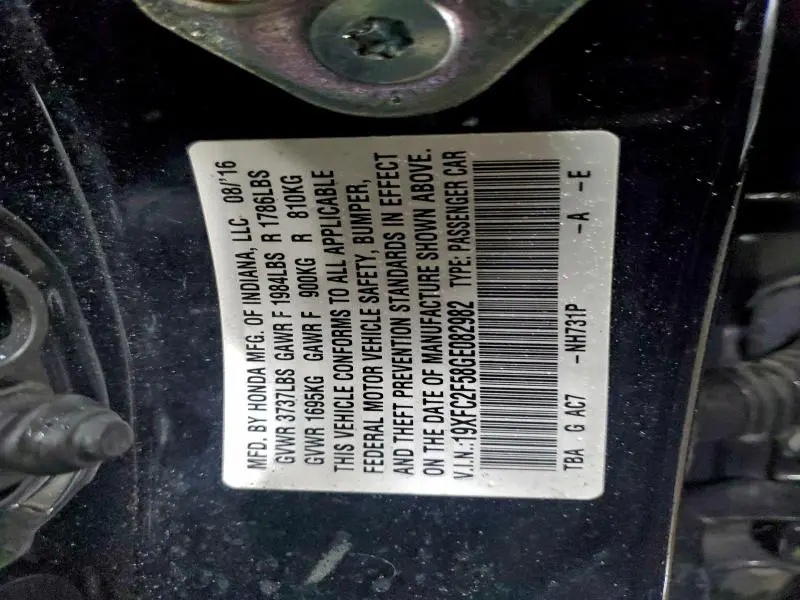 MFD. BY HONDA MFG. OF INDIANA, LLC 08/'16
GVWR 3737LBS GAWR F 1984LBS R 1786LBS
GVWR 1695KG GAWR F 900KG R 810KG
THIS VEHICLE CONFORMS TO ALL APPLICABLE
FEDERAL MOTOR VEHICLE SAFETY, BUMPER,
AND THEFT PREVENTION STANDARDS IN EFFECT
ON THE DATE OF MANUFACTURE SHOWN ABOVE.
V.I.N.:19XFC2F58GE082982 TYPE: PASSENGER CAR
TBA - G AC7 -NH731P -A -E